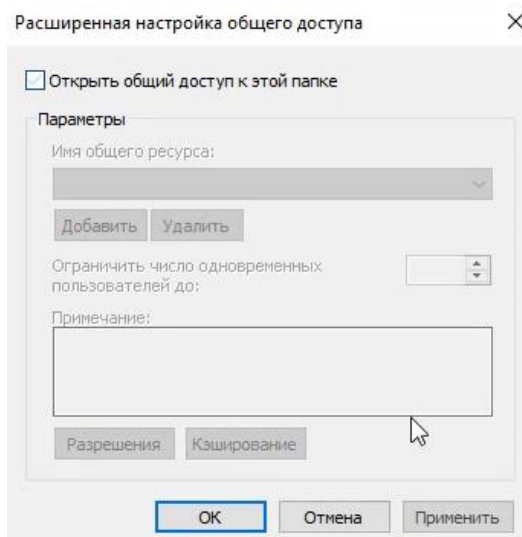 Расширенная настройка общего доступа
Открыть общий доступ к этой папке
Параметры
Имя общего ресурса:
Добавить Удалить
Ограничить число одновременных
пользователей до:
Примечание:
Разрешения Кэширование
ОК Отмена Применить